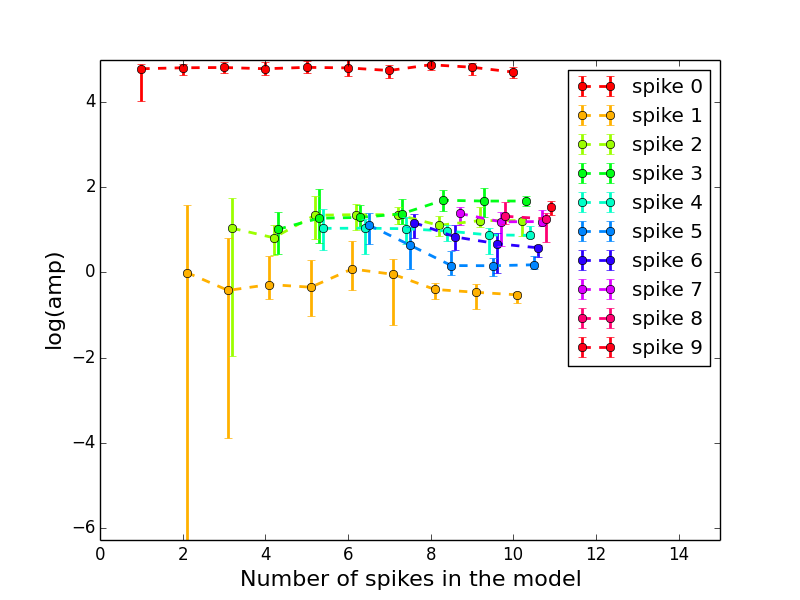 log(amp)
4
2
0
−2
−4
−6
0 2 4 6 8 10 12 14
Number of spikes in the model
spike 0
spike 1
spike 2
spike 3
spike 4
spike 5
spike 6
spike 7
spike 8
spike 9